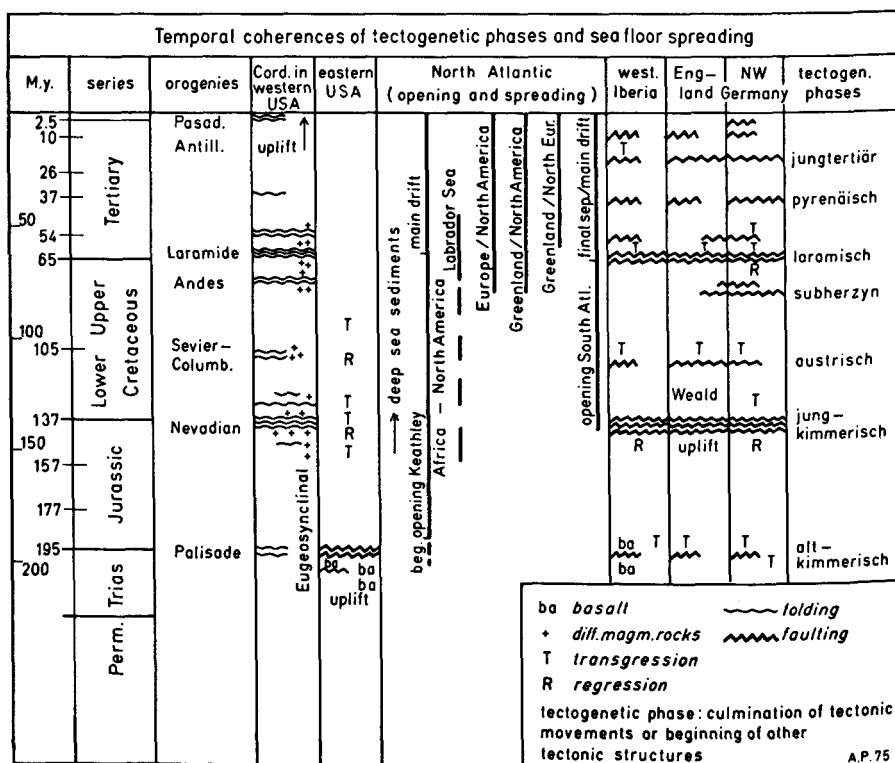 Temporal coherences of tectogenetic phases and sea floor spreading
M.y.
series
orogenies
Cord. in
western
USA
eastern
USA
North Atlantic
(opening and spreading)
west.
Iberia
Eng-
land
NW
Germany
tectogen.
phases
2.5
10
26
37
50
54
65
100
105
137
150
157
177
195
200
Tertiary
Upper
Lower
Cretaceous
Jurassic
Trias
Perm.
Pasad.
Antill.
Laramide
Andes
Sevier-
Columb.
Nevadian
Palisade
uplift
+
++
++
+
++
+
++
+
+ +
+ + +
+
+
Eugeosynclinal
T
R
T
T
R
T
ba
ba
ba
uplift
deep sea sediments
main drift
beg. opening Keathley
Africa – North America
Labrador Sea
Europe/North America
Greenland/North America
Greenland/North Eur.
final sep/main drift
opening South Atl.
T
T
R
ba
T
ba
T
T
Weald
uplift
T
T
T
R
T
T
R
T
T
jungtertiär
pyrenäisch
laramisch
subherzyn
austrisch
jung-
kimmerisch
alt-
kimmerisch
ba basalt
folding
+ diff.magm.rocks
faulting
T transgression
R regression
tectogenetic phase: culmination of tectonic
movements or beginning of other
tectonic structures
A.P. 75